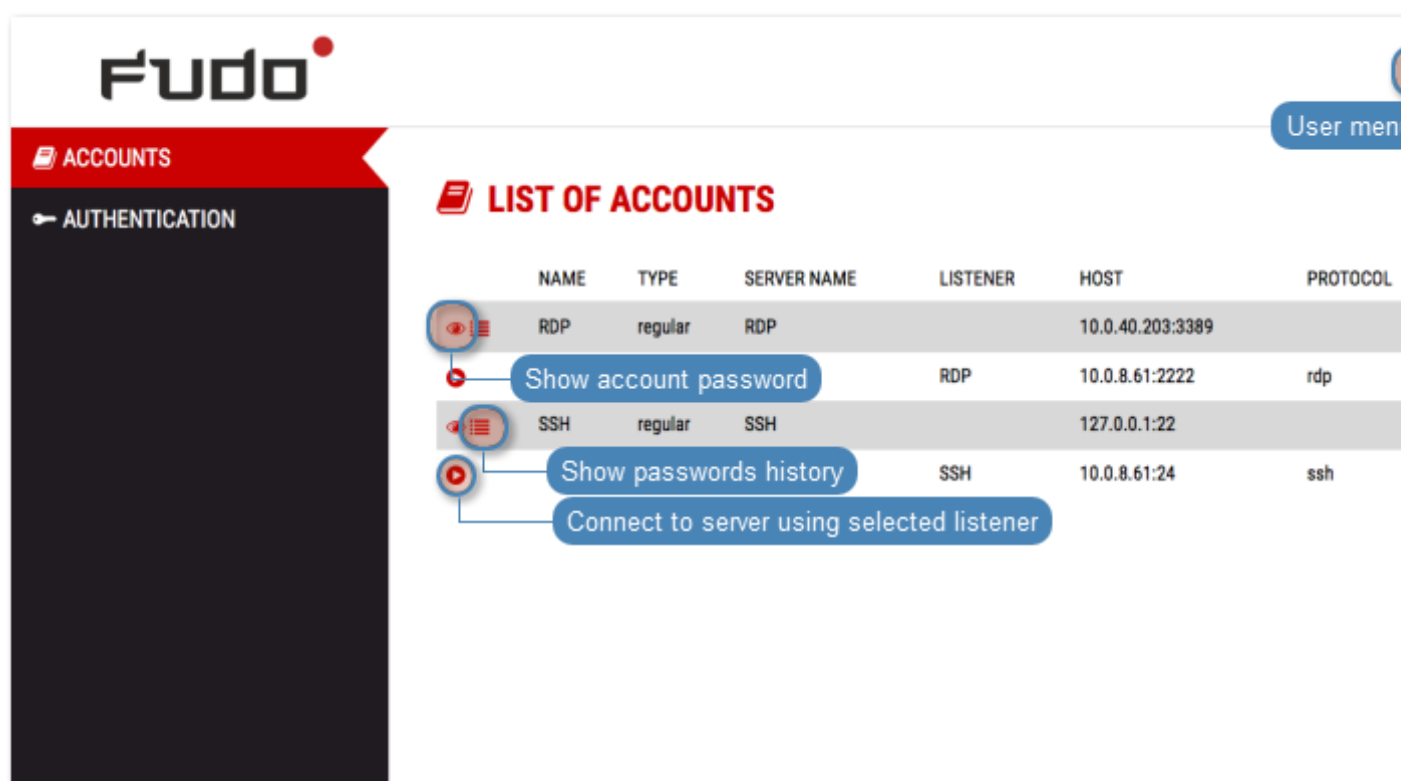 Fudo
User menu
ACCOUNTS
AUTHENTICATION
LIST OF ACCOUNTS
NAME TYPE SERVER NAME LISTENER HOST PROTOCOL
RDP regular RDP 10.0.40.203:3389
Show account password RDP 10.0.8.61:2222 rdp
SSH regular SSH 127.0.0.1:22
Show passwords history SSH 10.0.8.61:24 ssh
Connect to server using selected listener